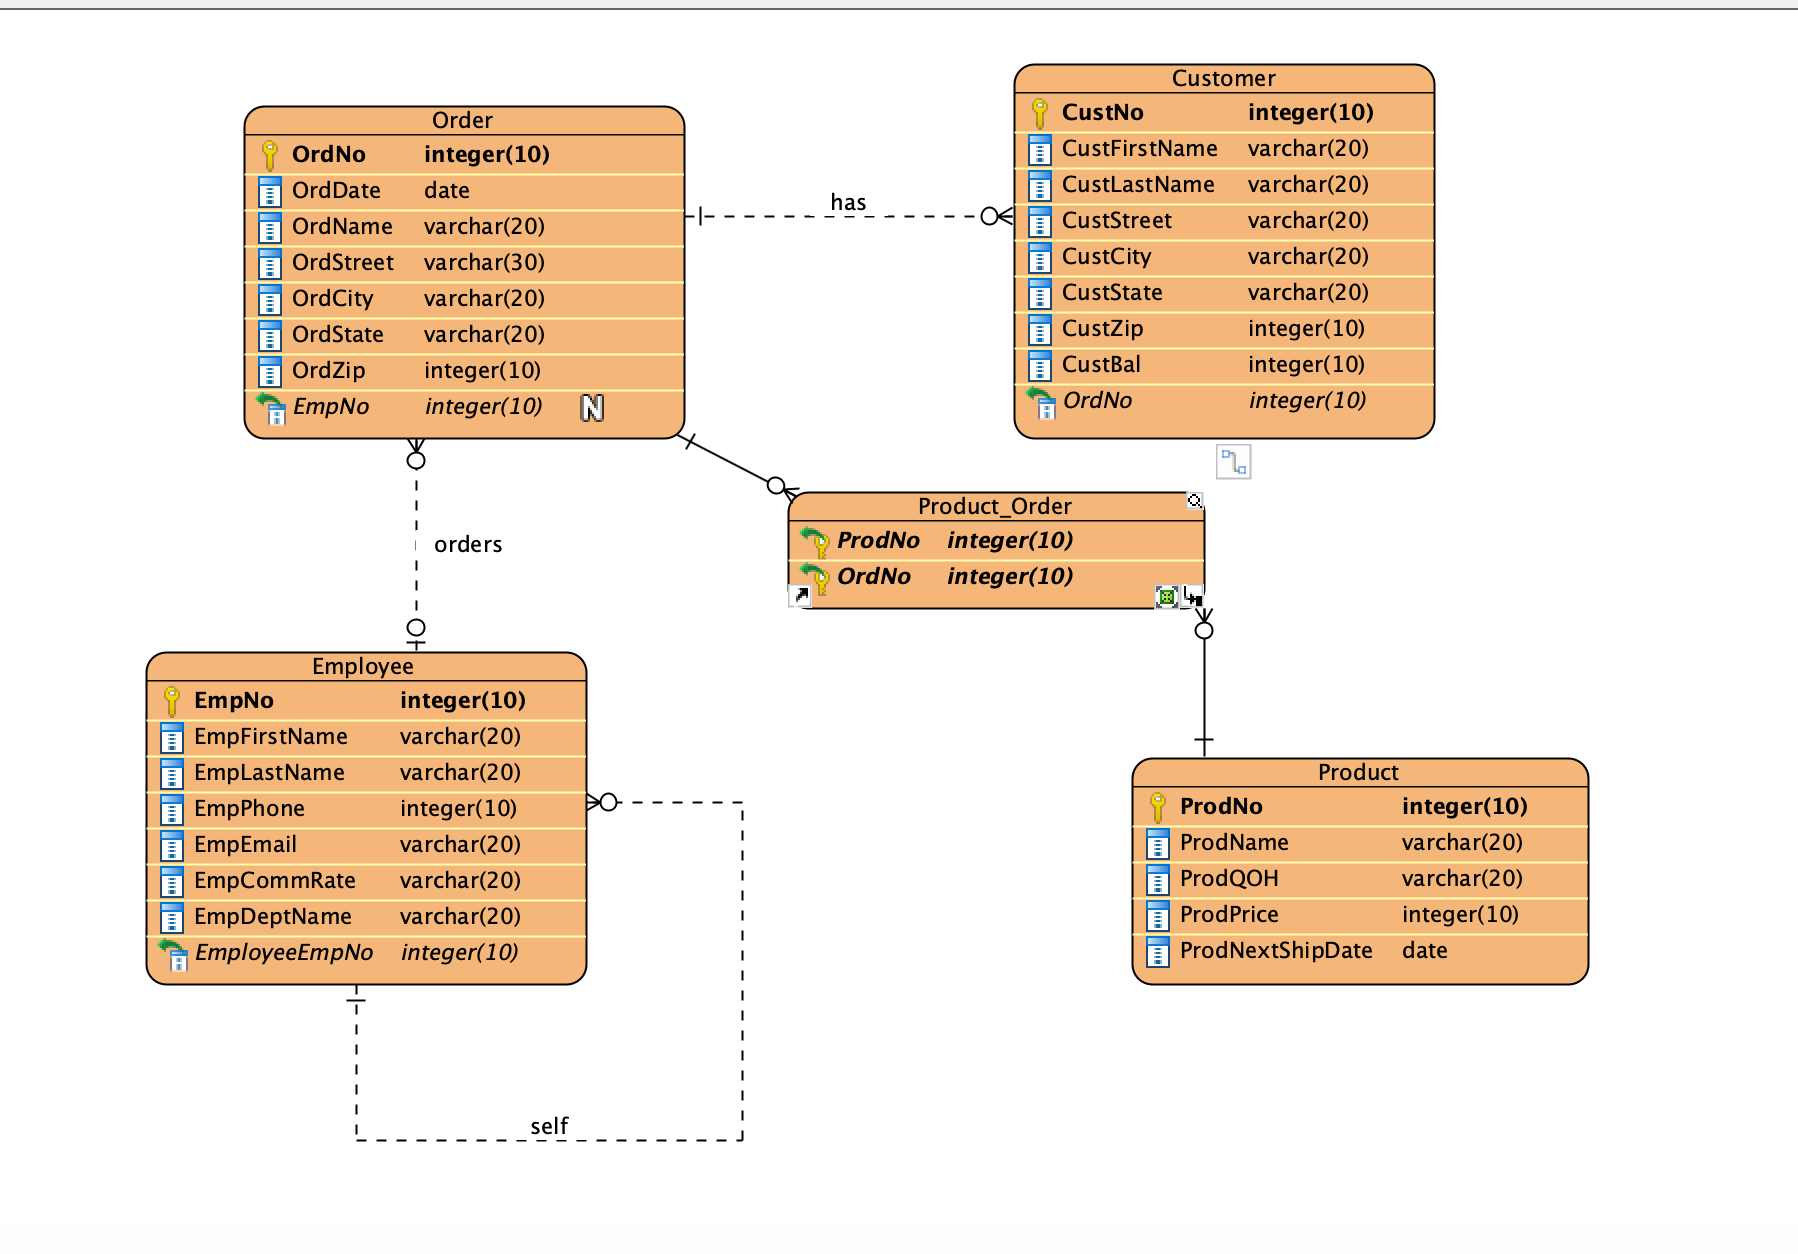 Order
OrdNo integer(10)
OrdDate date
OrdName varchar(20)
OrdStreet varchar(30)
OrdCity varchar(20)
OrdState varchar(20)
OrdZip integer(10)
EmpNo integer(10) N
has
Customer
CustNo integer(10)
CustFirstName varchar(20)
CustLastName varchar(20)
CustStreet varchar(20)
CustCity varchar(20)
CustState varchar(20)
CustZip integer(10)
CustBal integer(10)
OrdNo integer(10)
orders
Product_Order
ProdNo integer(10)
OrdNo integer(10)
Employee
EmpNo integer(10)
EmpFirstName varchar(20)
EmpLastName varchar(20)
EmpPhone integer(10)
EmpEmail varchar(20)
EmpCommRate varchar(20)
EmpDeptName varchar(20)
EmployeeEmpNo integer(10)
self
Product
ProdNo integer(10)
ProdName varchar(20)
ProdQOH varchar(20)
ProdPrice integer(10)
ProdNextShipDate date